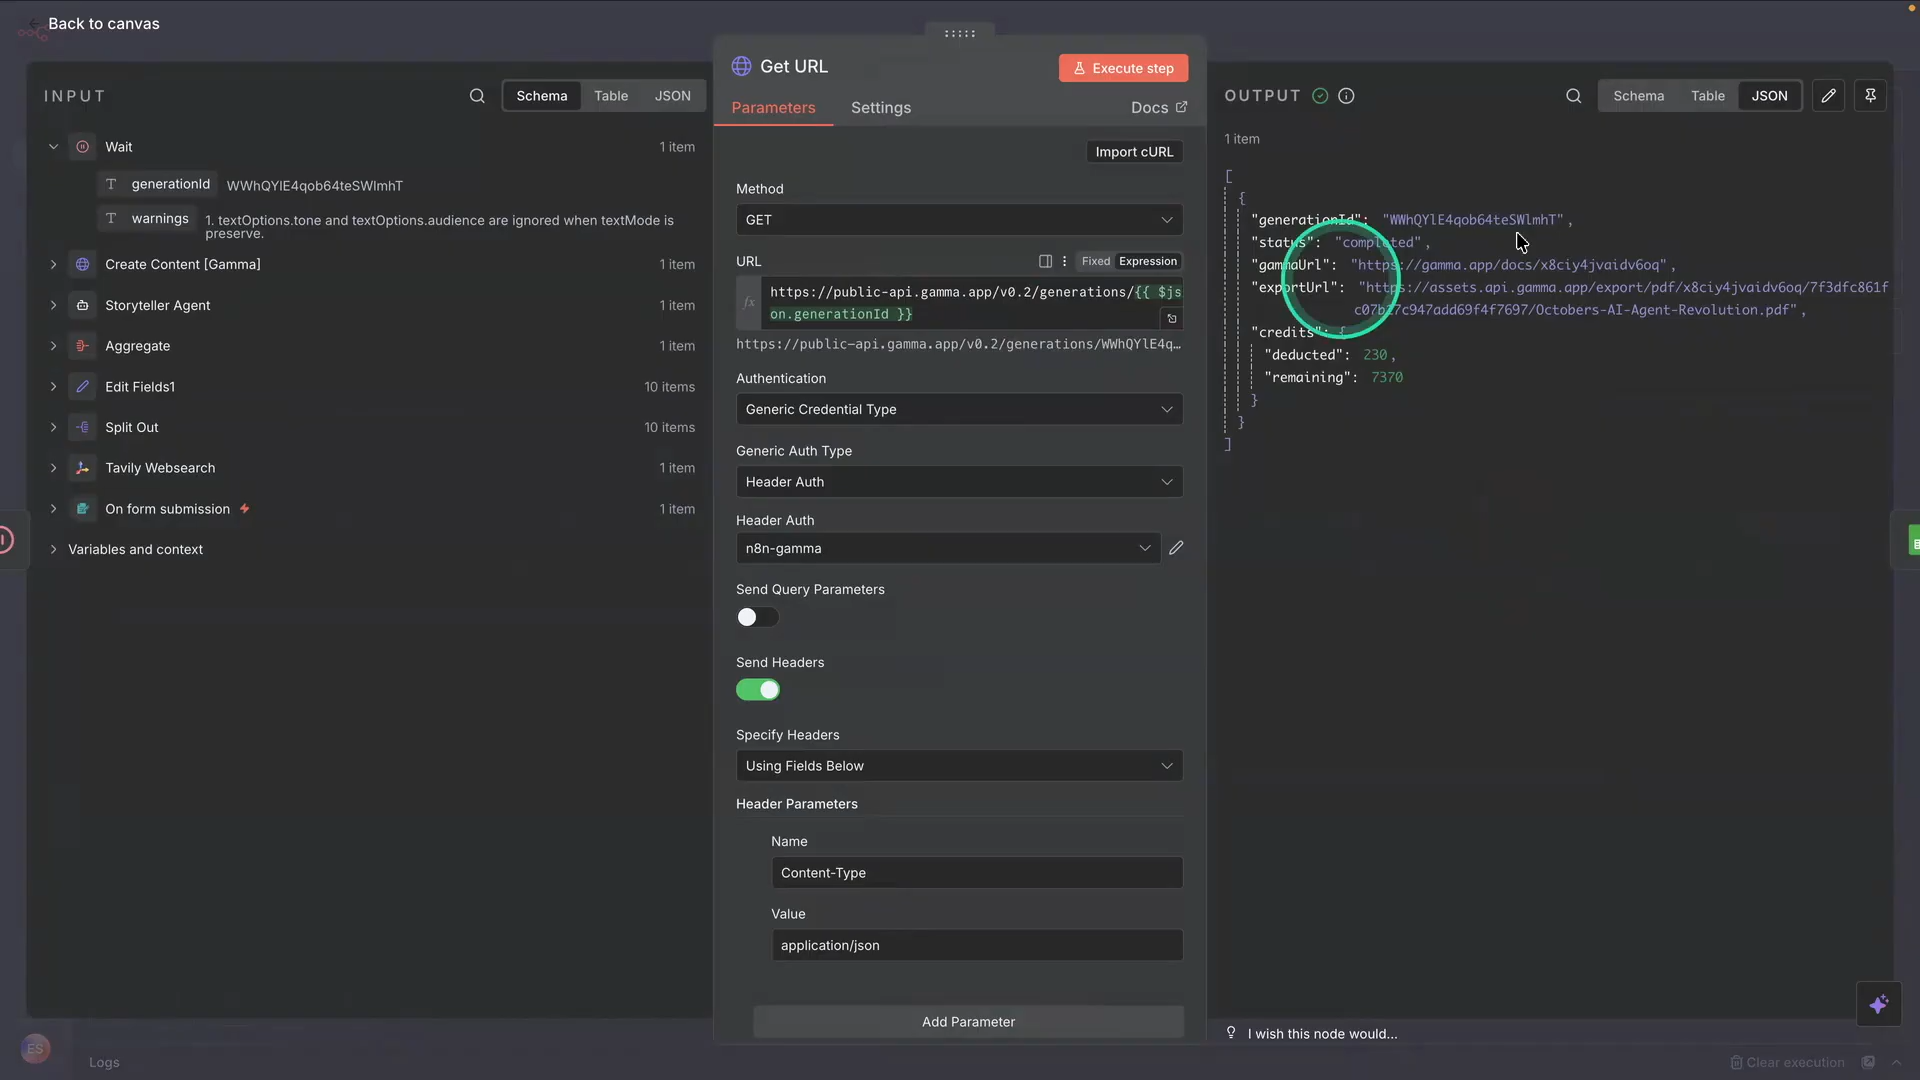 Back to canvas
INPUT
Schema
Table
JSON
Wait
1 item
T generationId WWhQYlE4qob64teSWlmhT
T warnings 1. textOptions.tone and textOptions.audience are ignored when textMode is
preserve.
Create Content [Gamma]
1 item
Storyteller Agent
1 item
Aggregate
1 item
Edit Fields1
10 items
Split Out
10 items
Tavily Websearch
1 item
On form submission
1 item
Variables and context
Get URL
Execute step
Parameters
Settings
Docs
Import cURL
Method
GET
URL
Fixed
Expression
fx
https://public-api.gamma.app/v0.2/generations/{{ $js
on.generationId }}
https://public-api.gamma.app/v0.2/generations/WWhQYlE4q...
Authentication
Generic Credential Type
Generic Auth Type
Header Auth
Header Auth
n8n-gamma
Send Query Parameters
Send Headers
Specify Headers
Using Fields Below
Header Parameters
Name
Content-Type
Value
application/json
Add Parameter
OUTPUT
Schema
Table
JSON
1 item
[
{
"generationId": "WWhQYlE4qob64teSWlmhT",
"status": "completed",
"gammaUrl": "https://gamma.app/docs/x8ciy4jvaidv6oq",
"exportUrl": "https://assets.api.gamma.app/export/pdf/x8ciy4jvaidv6oq/7f3dfc861f
c07b27c947add69f4f7697/Octobers-AI-Agent-Revolution.pdf",
"credits": {
"deducted": 230,
"remaining": 7370
}
}
]
I wish this node would...
ES
Logs
Clear execution